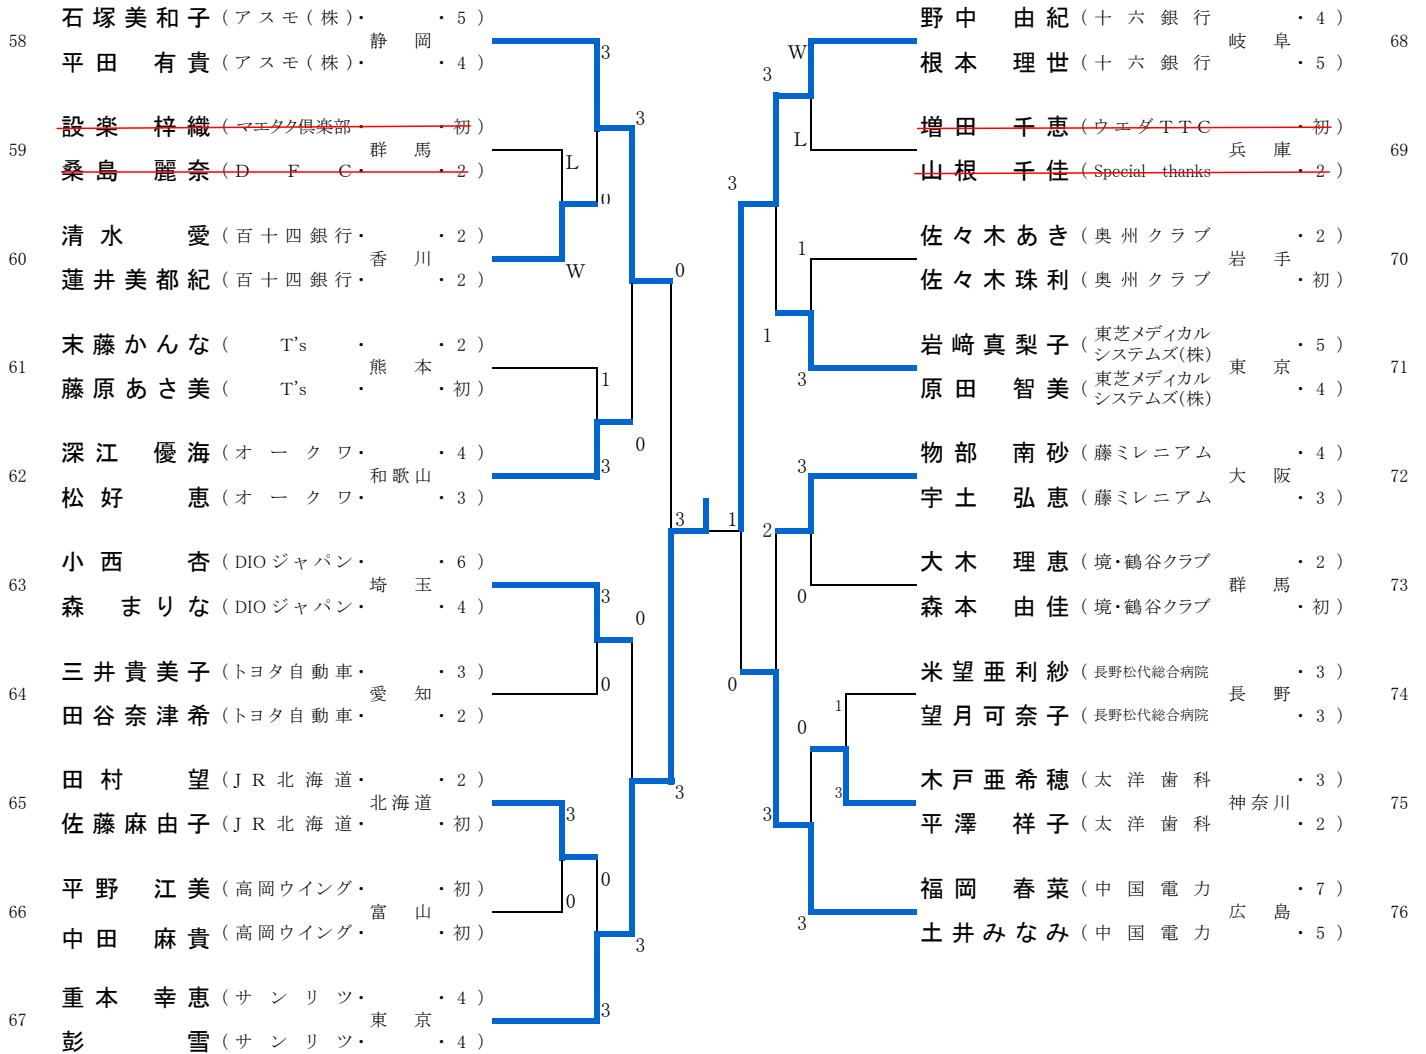 石塚美和子 (アスモ(株)・ ・5)
58 静岡
平田 有貴 (アスモ(株)・ ・4)
3
設楽 梓織 (マエタク倶楽部・ ・初)
3
59 群馬
L
桑島 麗奈 (D F C・ ・2)
0
清水 愛 (百十四銀行・ ・2)
60 香川
W
0
蓮井美都紀 (百十四銀行・ ・2)
末藤かんな ( T's ・ ・2)
61 熊本
1
藤原あさ美 ( T's ・ ・初)
0
深江 優海 (オークワ・ ・4)
62 和歌山
3
松好 恵 (オークワ・ ・3)
3
小西 杏 (DIOジャパン・ ・6)
63 埼玉
3
森 まりな (DIOジャパン・ ・4)
0
三井貴美子 (トヨタ自動車・ ・3)
64 愛知
0
田谷奈津希 (トヨタ自動車・ ・2)
田村 望 (JR北海道・ ・2)
3
65 北海道
3
佐藤麻由子 (JR北海道・ ・初)
平野 江美 (高岡ウイング・ ・初)
0
66 富山
0
中田 麻貴 (高岡ウイング・ ・初)
3
重本 幸恵 (サンリツ・ ・4)
3
67 東京
彭 雪 (サンリツ・ ・4)
野中 由紀 (十六銀行 ・4)
岐阜 68
W
根本 理世 (十六銀行 ・5)
3
増田 千恵 (ウエダTTC ・初)
L
兵庫 69
山根 千佳 (Special thanks ・2)
3
佐々木あき (奥州クラブ ・2)
1
岩手 70
佐々木珠利 (奥州クラブ ・初)
1
岩﨑真梨子 (東芝メディカルシステムズ(株) ・5)
東京 71
3
原田 智美 (東芝メディカルシステムズ(株) ・4)
物部 南砂 (藤ミレニアム ・4)
3
大阪 72
宇土 弘恵 (藤ミレニアム ・3)
1
2
大木 理恵 (境・鶴谷クラブ ・2)
群馬 73
0
森本 由佳 (境・鶴谷クラブ ・初)
米望亜利紗 (長野松代総合病院 ・3)
0
長野 74
1
望月可奈子 (長野松代総合病院 ・3)
0
木戸亜希穂 (太洋歯科 ・3)
3
神奈川 75
3
平澤 祥子 (太洋歯科 ・2)
福岡 春菜 (中国電力 ・7)
広島 76
3
土井みなみ (中国電力 ・5)